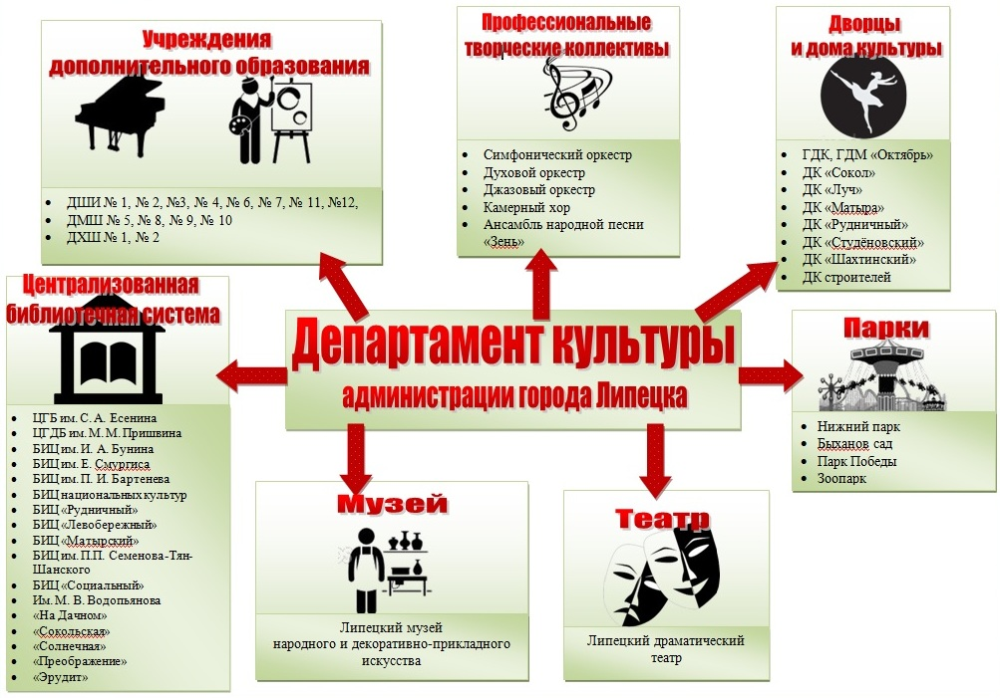 Учреждения
дополнительного образования
• ДШИ № 1, № 2, №3, № 4, № 6, № 7, № 11, №12,
• ДМШ № 5, № 8, № 9, № 10
• ДХШ № 1, № 2
Профессиональные
творческие коллективы
• Симфонический оркестр
• Духовой оркестр
• Джазовый оркестр
• Камерный хор
• Ансамбль народной песни
«Зень»
Дворцы
и дома культуры
• ГДК, ГДМ «Октябрь»
• ДК «Сокол»
• ДК «Луч»
• ДК «Матыра»
• ДК «Рудничный»
• ДК «Студёновский»
• ДК «Шахтинский»
• ДК строителей
Централизованная
библиотечная система
• ЦГБ им. С. А. Есенина
• ЦГДБ им. М. М. Пришвина
• БИЦ им. И. А. Бунина
• БИЦ им. Е. Смургиса
• БИЦ им. П. И. Бартенева
• БИЦ национальных культур
• БИЦ «Рудничный»
• БИЦ «Левобережный»
• БИЦ «Матырский»
• БИЦ им. П.П. Семенова-Тян-
Шанского
• БИЦ «Социальный»
• Им. М. В. Водопьянова
• «На Дачном»
• «Сокольская»
• «Солнечная»
• «Преображение»
• «Эрудит»
Департамент культуры
администрации города Липецка
Парки
• Нижний парк
• Быханов сад
• Парк Победы
• Зоопарк
Музей
Липецкий музей
народного и декоративно-прикладного
искусства
Театр
Липецкий драматический
театр